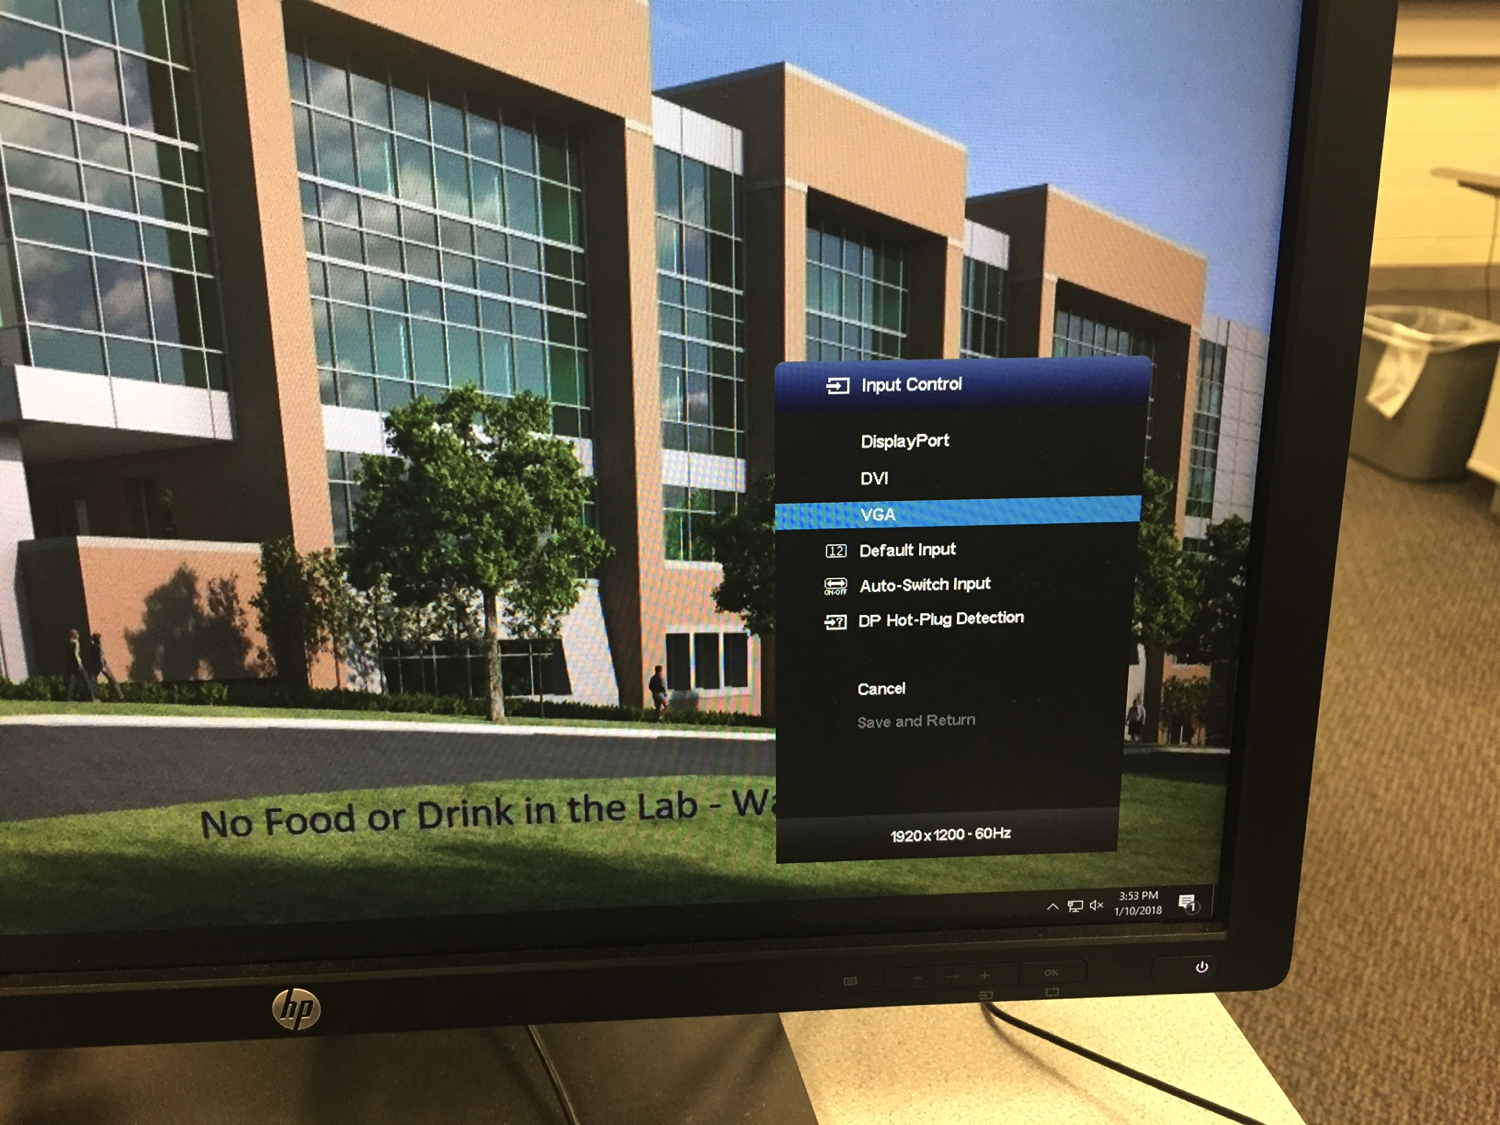 Input Control
DisplayPort
DVI
VGA
12 Default Input
ON-OFF Auto-Switch Input
DP Hot-Plug Detection
Cancel
Save and Return
No Food or Drink in the Lab - Wa
1920x1200-60Hz
3:53 PM
1/10/2018
1
hp
OK